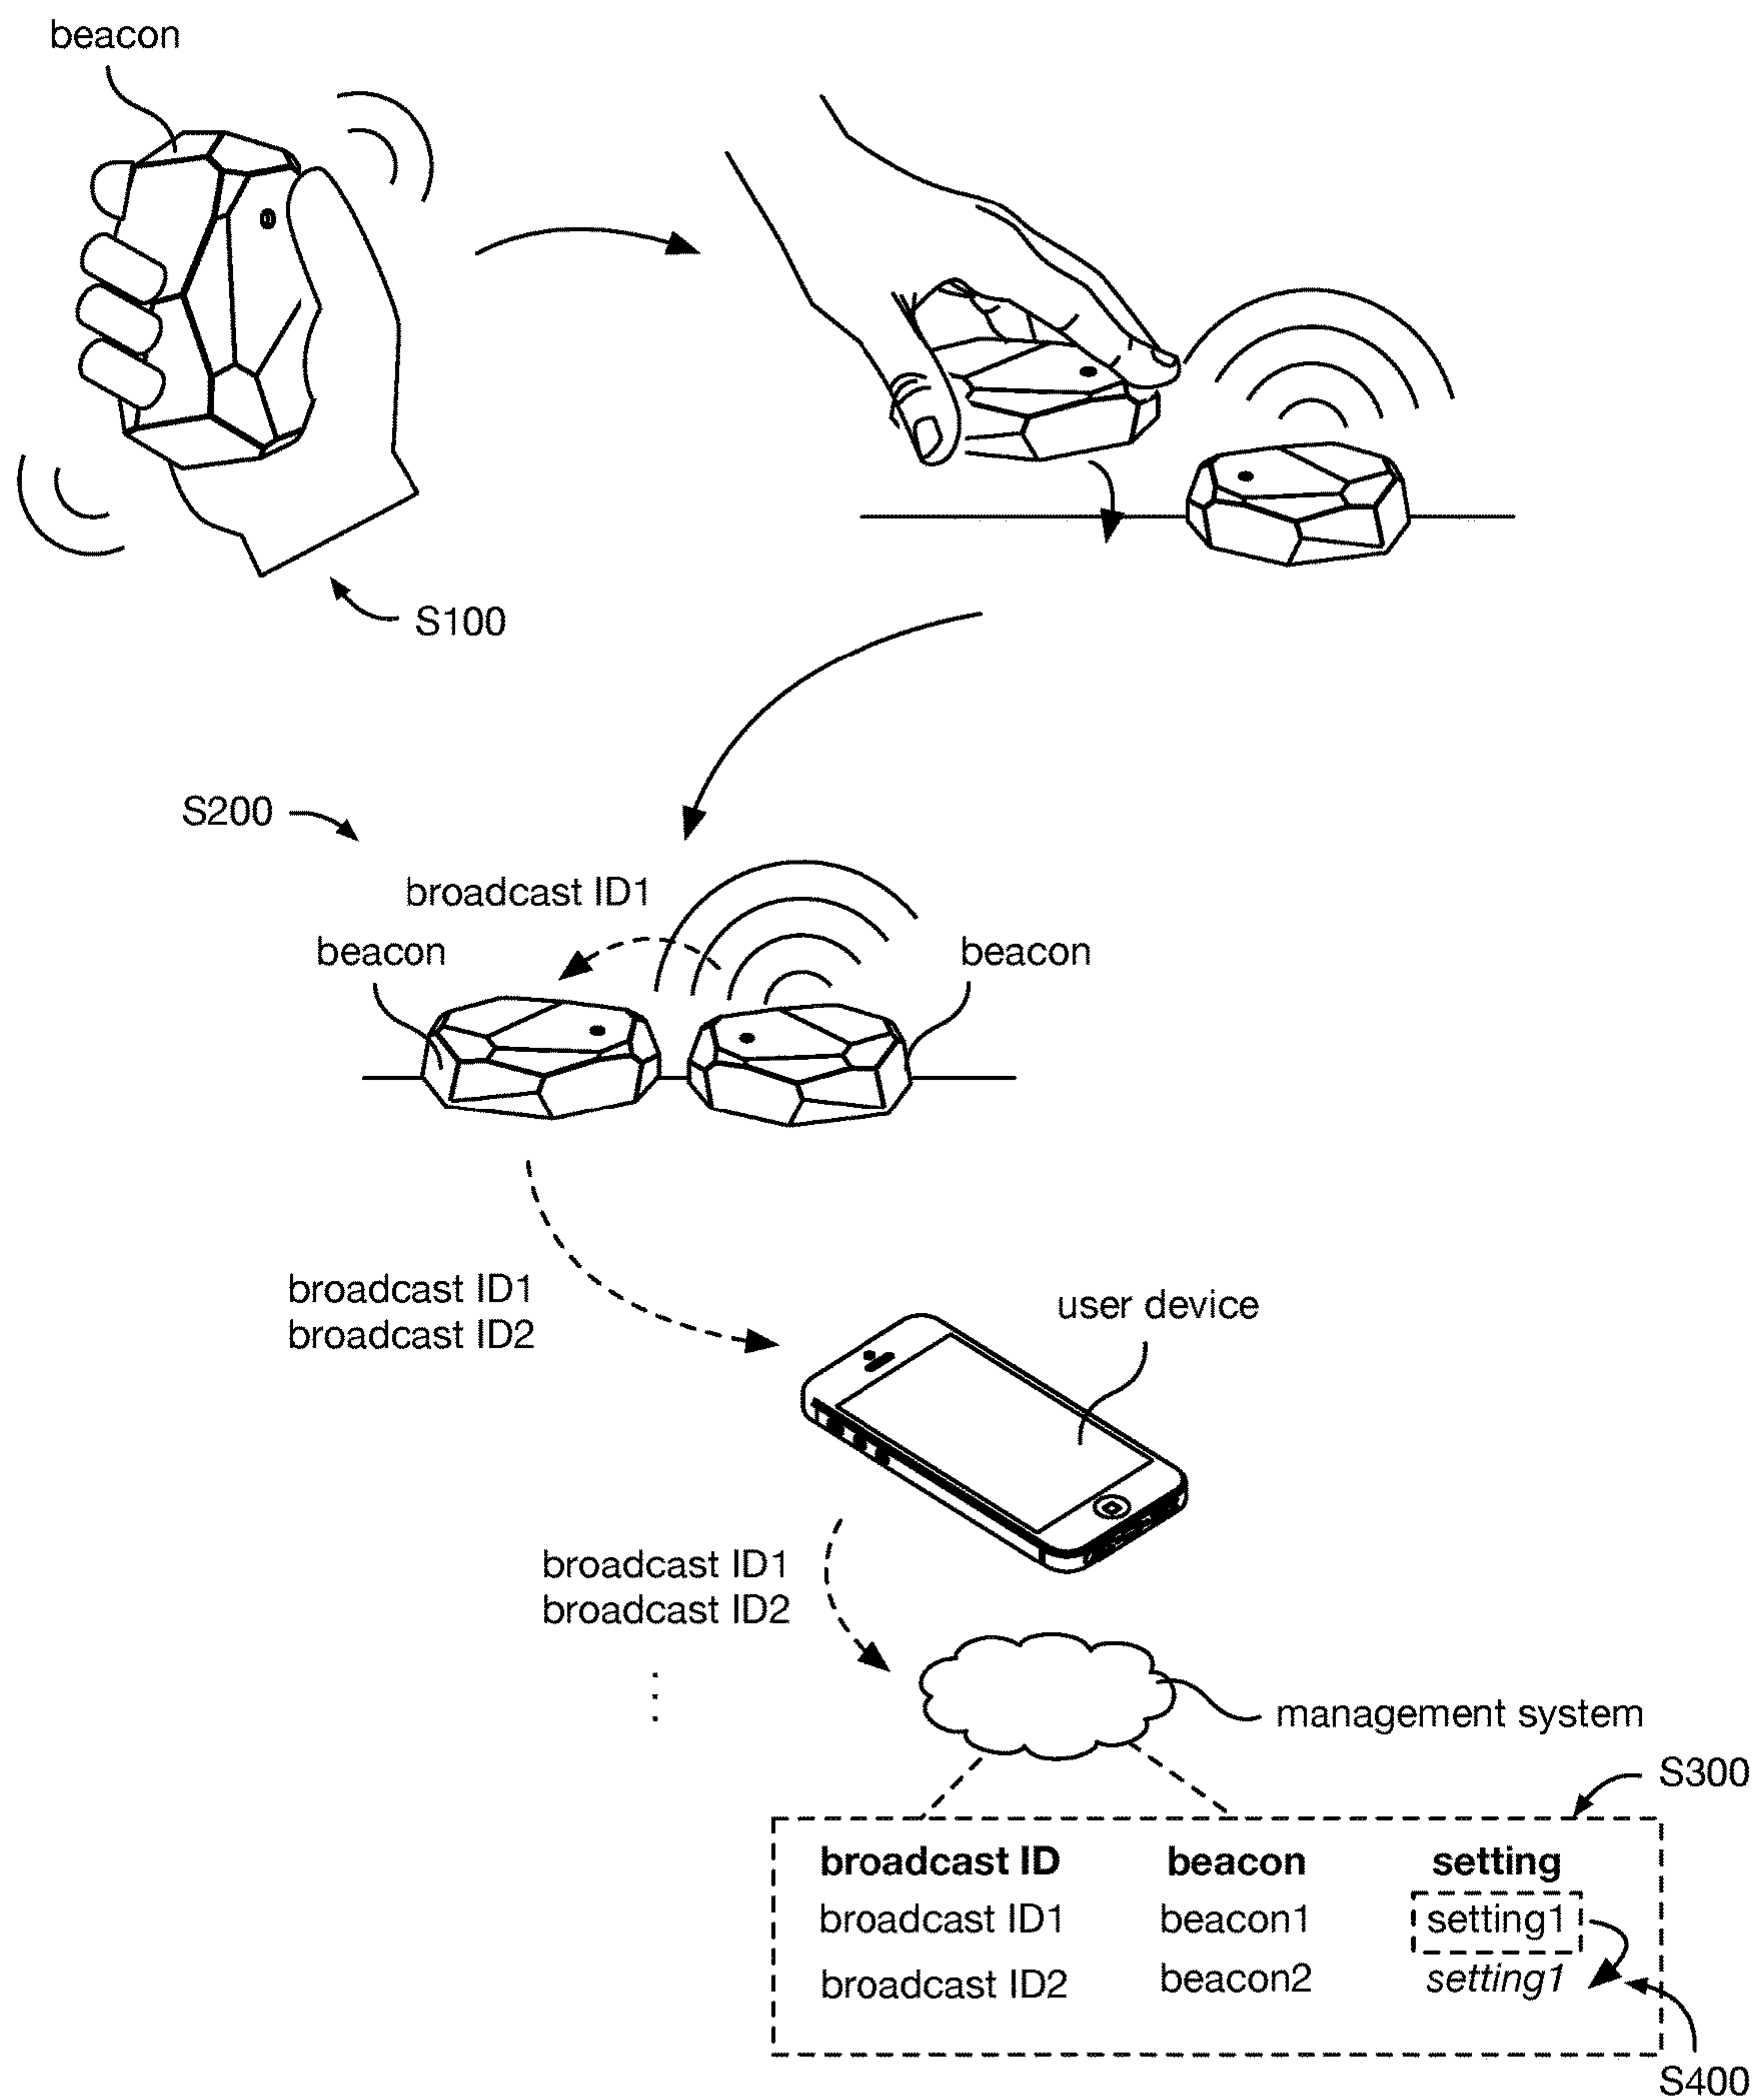 beacon
S100
S200
broadcast ID1
beacon
beacon
broadcast ID1
broadcast ID2
user device
broadcast ID1
broadcast ID2
management system
S300
broadcast ID beacon setting
broadcast ID1 beacon1 setting1
broadcast ID2 beacon2 setting1
S400